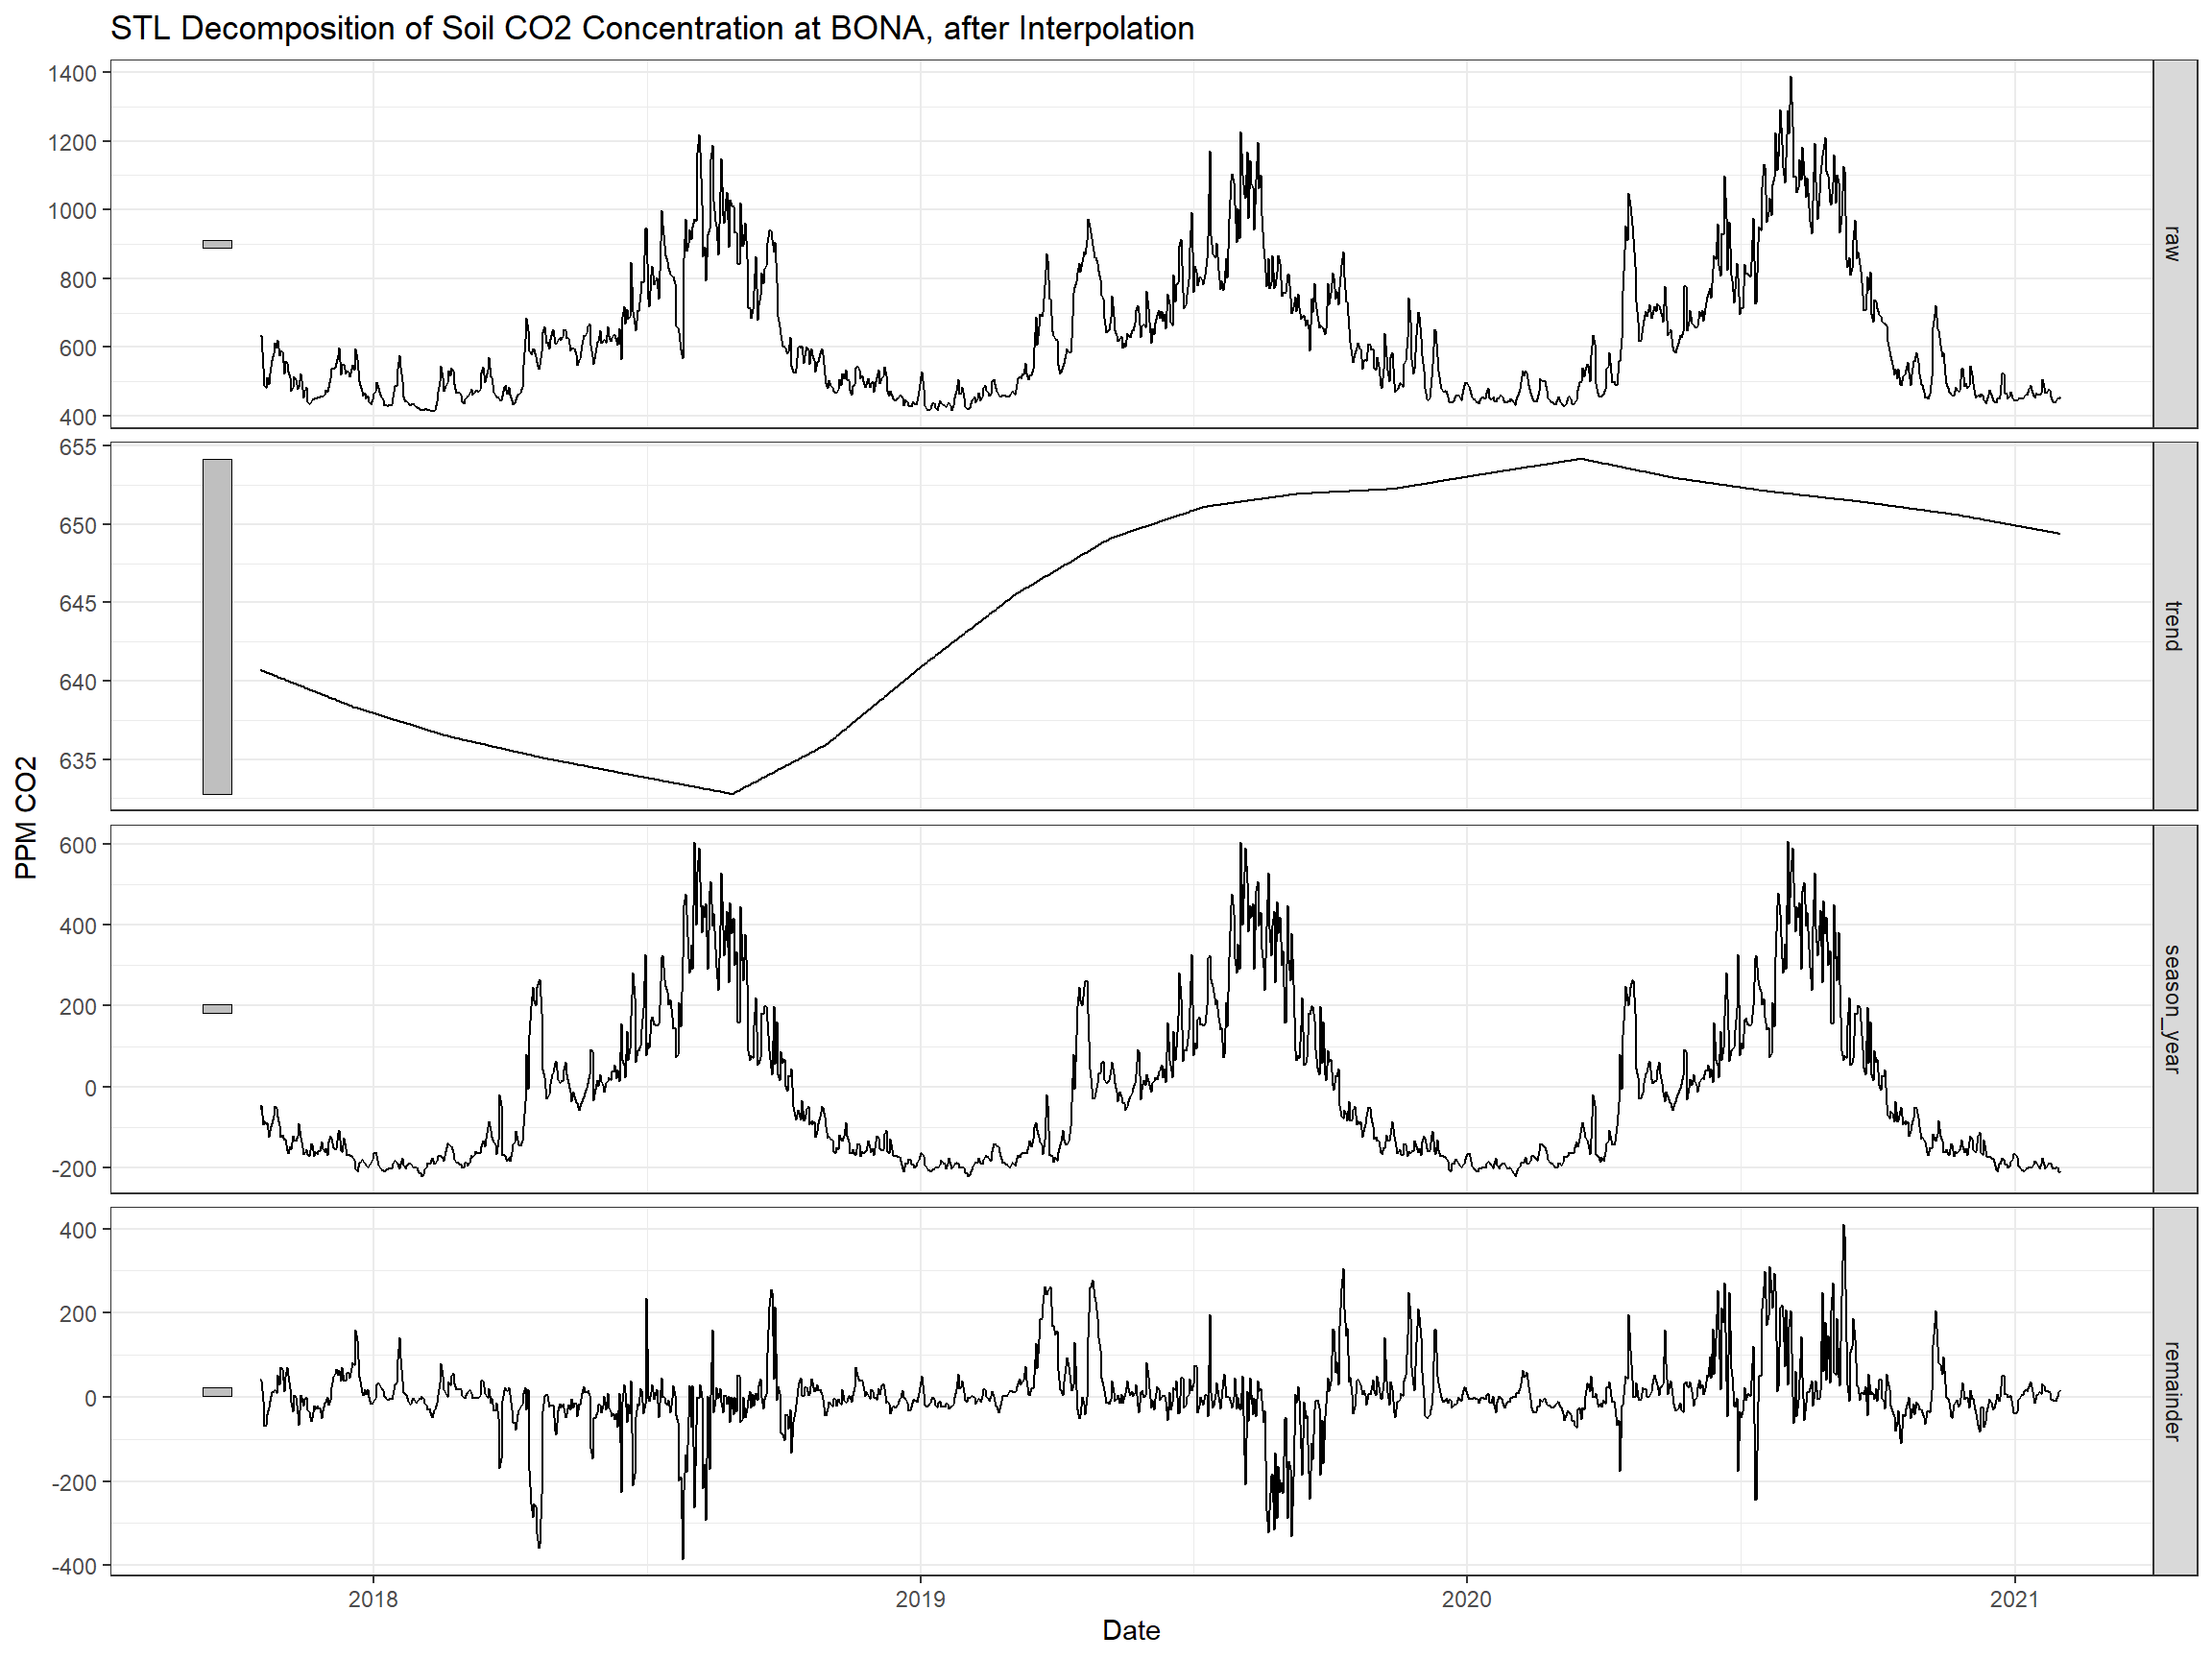 STL Decomposition of Soil CO2 Concentration at BONA, after Interpolation
1400
1200
1000
800
600
400
raw
655
650
645
640
635
trend
PPM CO2
600
400
200
0
-200
season_year
400
200
0
-200
-400
remainder
2018 2019 2020 2021
Date